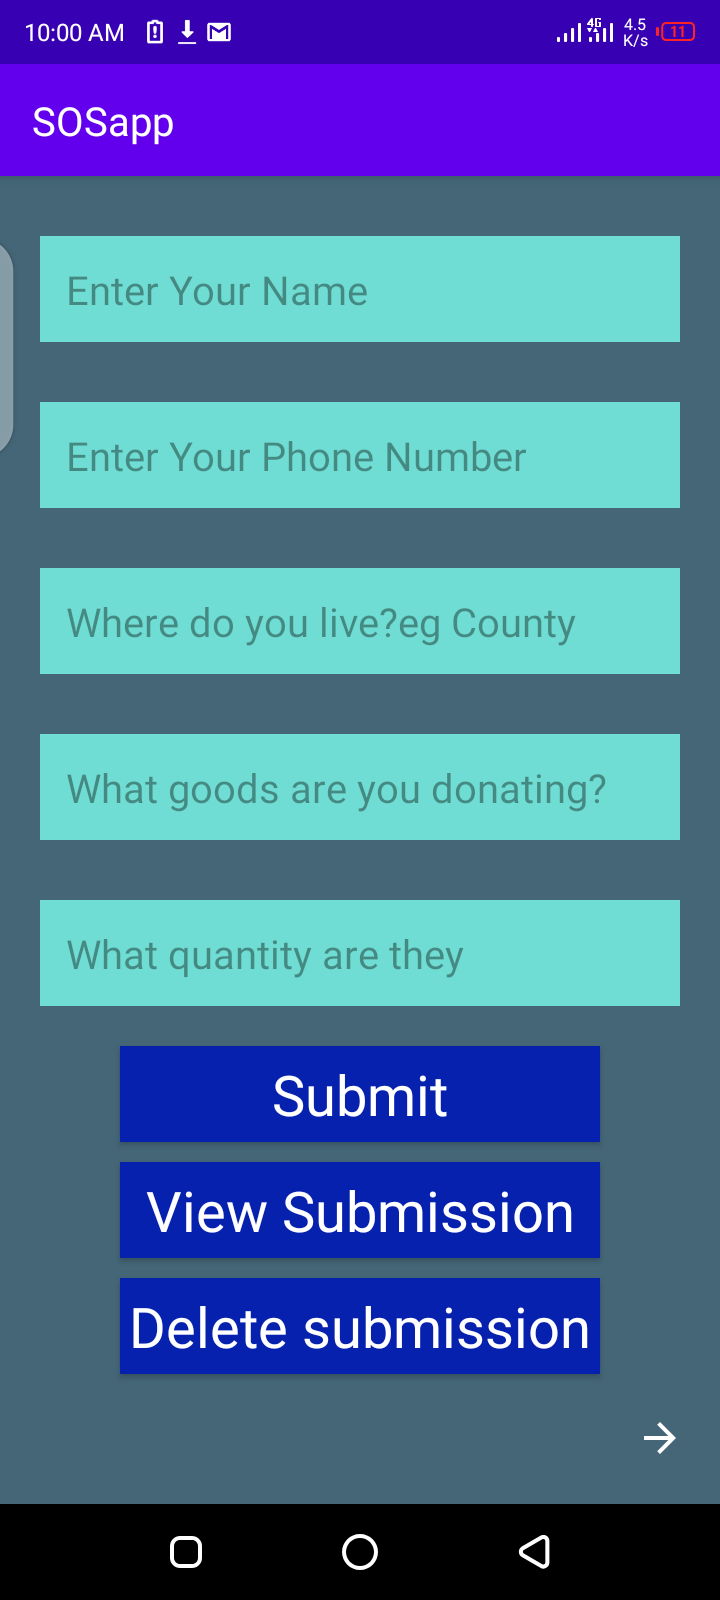 10:00 AM
4G
4.5
K/s
11
SOSapp
Enter Your Name
Enter Your Phone Number
Where do you live?eg County
What goods are you donating?
What quantity are they
Submit
View Submission
Delete submission